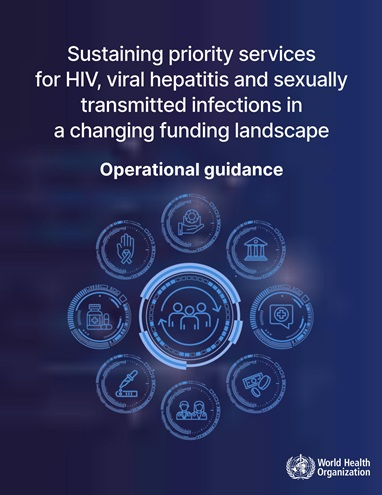 Sustaining priority services
for HIV, viral hepatitis and sexually
transmitted infections in
a changing funding landscape
Operational guidance
World Health
Organization